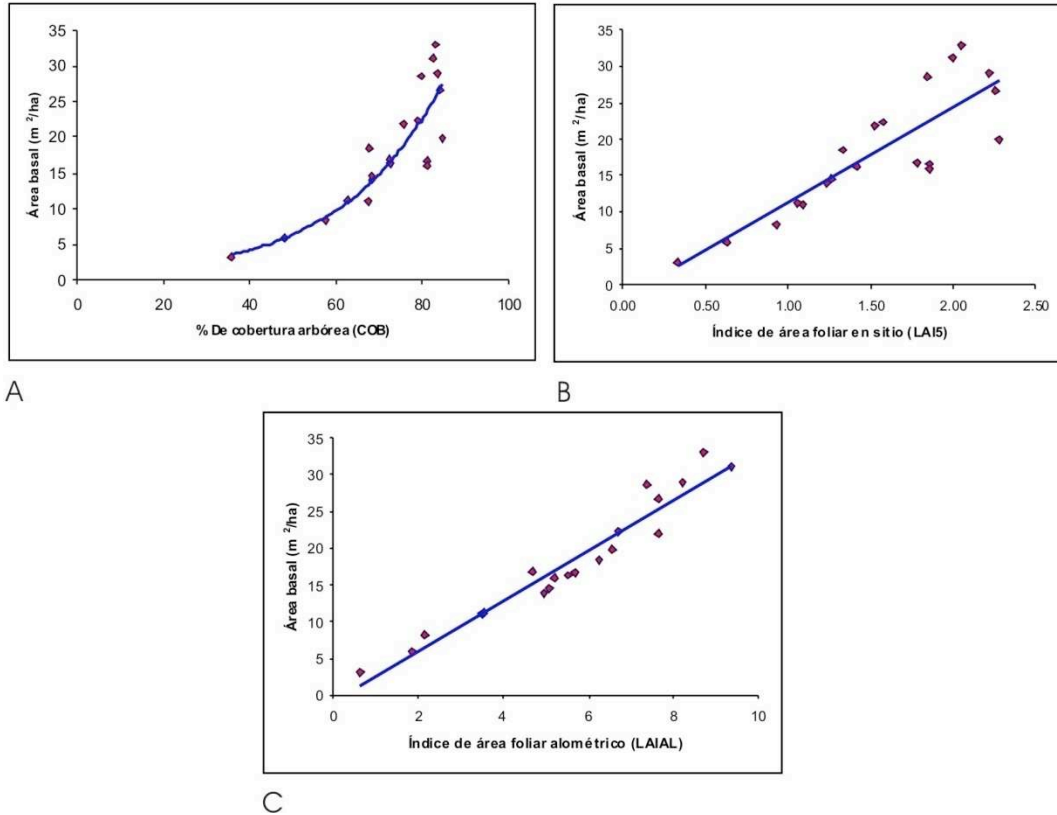 35
30
25
20
15
10
5
0
Área basal (m²/ha)
0 20 40 60 80 100
% De cobertura arbórea (COB)
A
35
30
25
20
15
10
5
0
Área basal (m²/ha)
0.00 0.50 1.00 1.50 2.00 2.50
Índice de área foliar en sitio (LAI5)
B
35
30
25
20
15
10
5
0
Área basal (m²/ha)
0 2 4 6 8 10
Índice de área foliar alométrico (LAIAL)
C